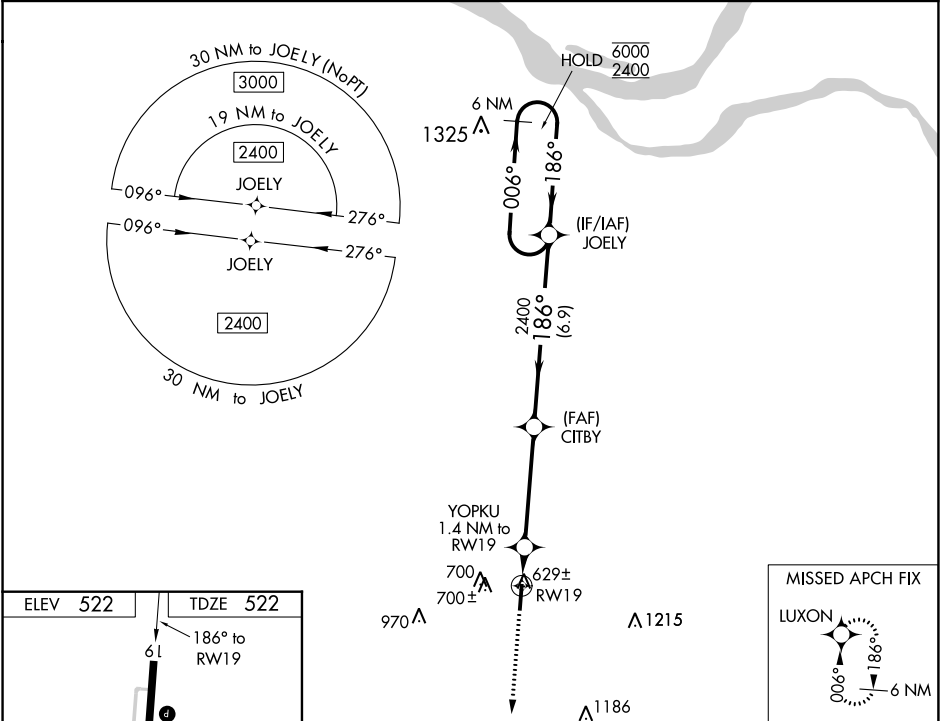 30 NM to JOELY (NoPT)
3000
19 NM to JOELY
2400
JOELY
096°
276°
096°
276°
JOELY
2400
30 NM to JOELY
HOLD
6000
2400
6 NM
1325
006°
186°
(IF/IAF)
JOELY
2400
186°
(6.9)
(FAF)
CITBY
YOPKU
1.4 NM to
RW19
700
700±
629±
RW19
970
1215
1186
MISSED APCH FIX
LUXON
006°
186°
6 NM
ELEV 522
TDZE 522
186° to
RW19
19
P